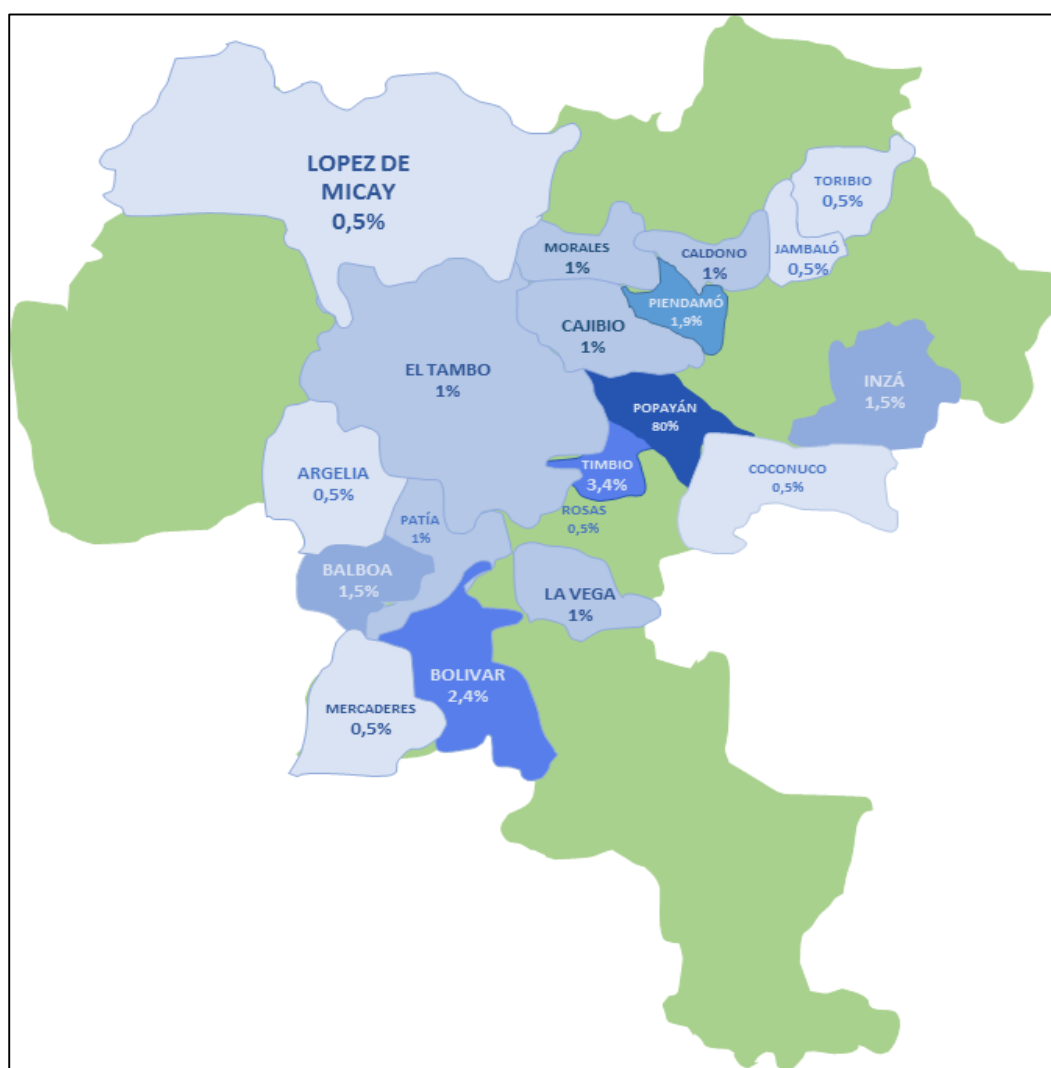 LOPEZ DE
MICAY
0,5%
TORIBIO
0,5%
MORALES
1%
CALDONO
1%
JAMBALÓ
0,5%
PIENDAMÓ
1,9%
CAJIBIO
1%
EL TAMBO
1%
INZÁ
1,5%
POPAYÁN
80%
ARGELIA
0,5%
TIMBIO
3,4%
COCONUCO
0,5%
PATÍA
1%
ROSAS
0,5%
BALBOA
1,5%
LA VEGA
1%
BOLIVAR
2,4%
MERCADERES
0,5%